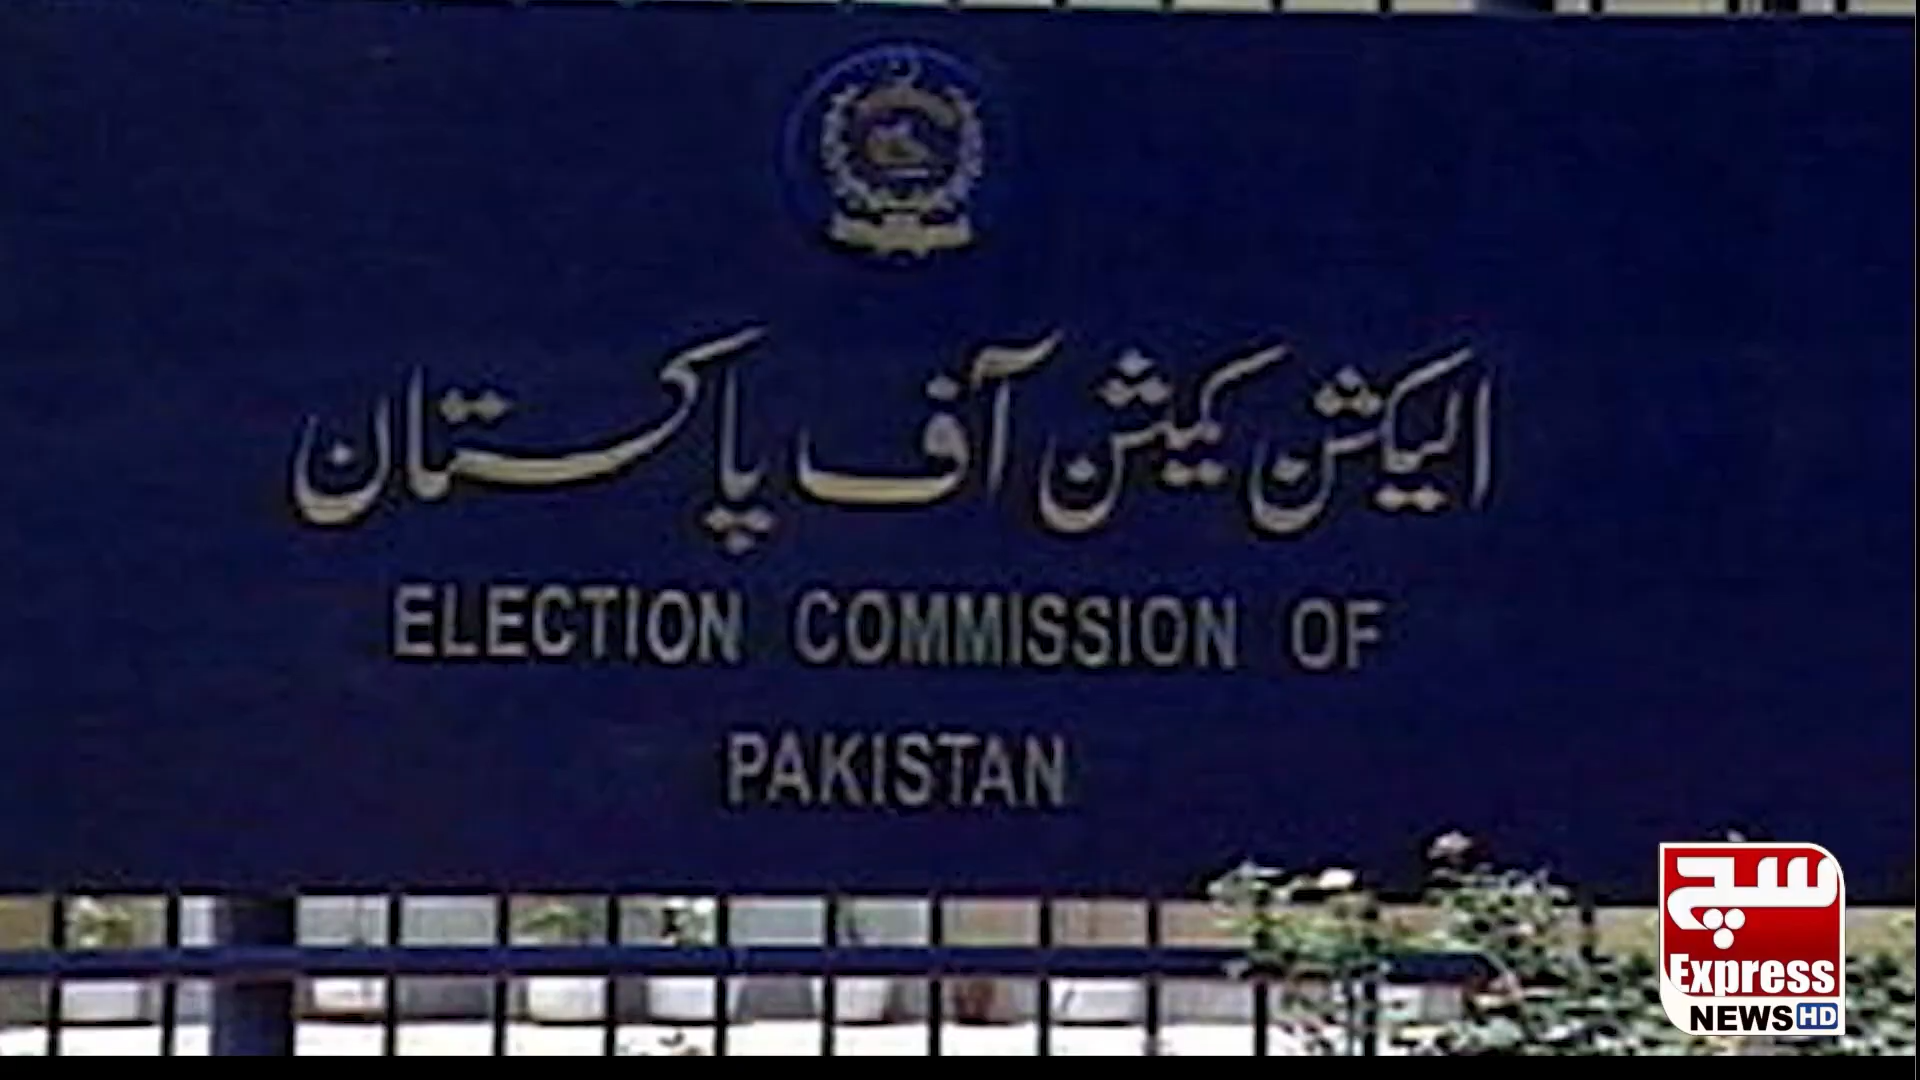 الیکشن کمیشن آف پاکستان
ELECTION COMMISSION OF
PAKISTAN
سچ
Express
NEWS HD